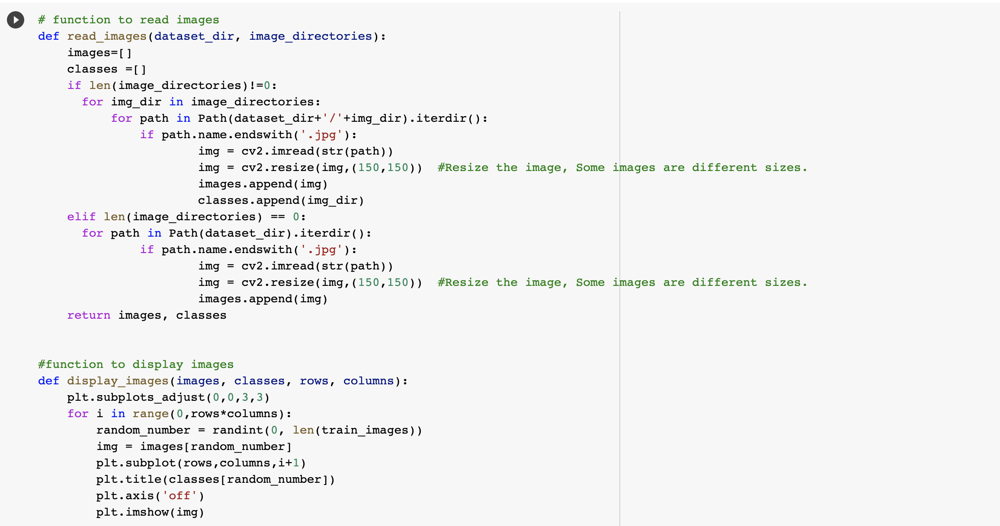 # function to read images
def read_images(dataset_dir, image_directories):
    images=[]
    classes =[]
    if len(image_directories)!=0:
      for img_dir in image_directories:
          for path in Path(dataset_dir+'/'+img_dir).iterdir():
              if path.name.endswith('.jpg'):
                      img = cv2.imread(str(path))
                      img = cv2.resize(img,(150,150))  #Resize the image, Some images are different sizes.
                      images.append(img)
                      classes.append(img_dir)
    elif len(image_directories) == 0:
      for path in Path(dataset_dir).iterdir():
              if path.name.endswith('.jpg'):
                      img = cv2.imread(str(path))
                      img = cv2.resize(img,(150,150))  #Resize the image, Some images are different sizes.
                      images.append(img)
    return images, classes
#function to display images
def display_images(images, classes, rows, columns):
    plt.subplots_adjust(0,0,3,3)
    for i in range(0,rows*columns):
        random_number = randint(0, len(train_images))
        img = images[random_number]
        plt.subplot(rows,columns,i+1)
        plt.title(classes[random_number])
        plt.axis('off')
        plt.imshow(img)